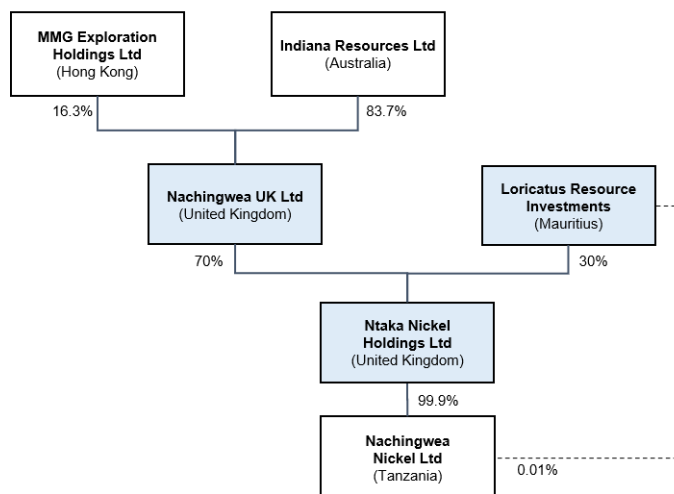 MMG Exploration
Holdings Ltd
(Hong Kong)
Indiana Resources Ltd
(Australia)
16.3%
83.7%
Nachingwea UK Ltd
(United Kingdom)
Loricatus Resource
Investments
(Mauritius)
70%
30%
Ntaka Nickel
Holdings Ltd
(United Kingdom)
99.9%
Nachingwea
Nickel Ltd
(Tanzania)
0.01%